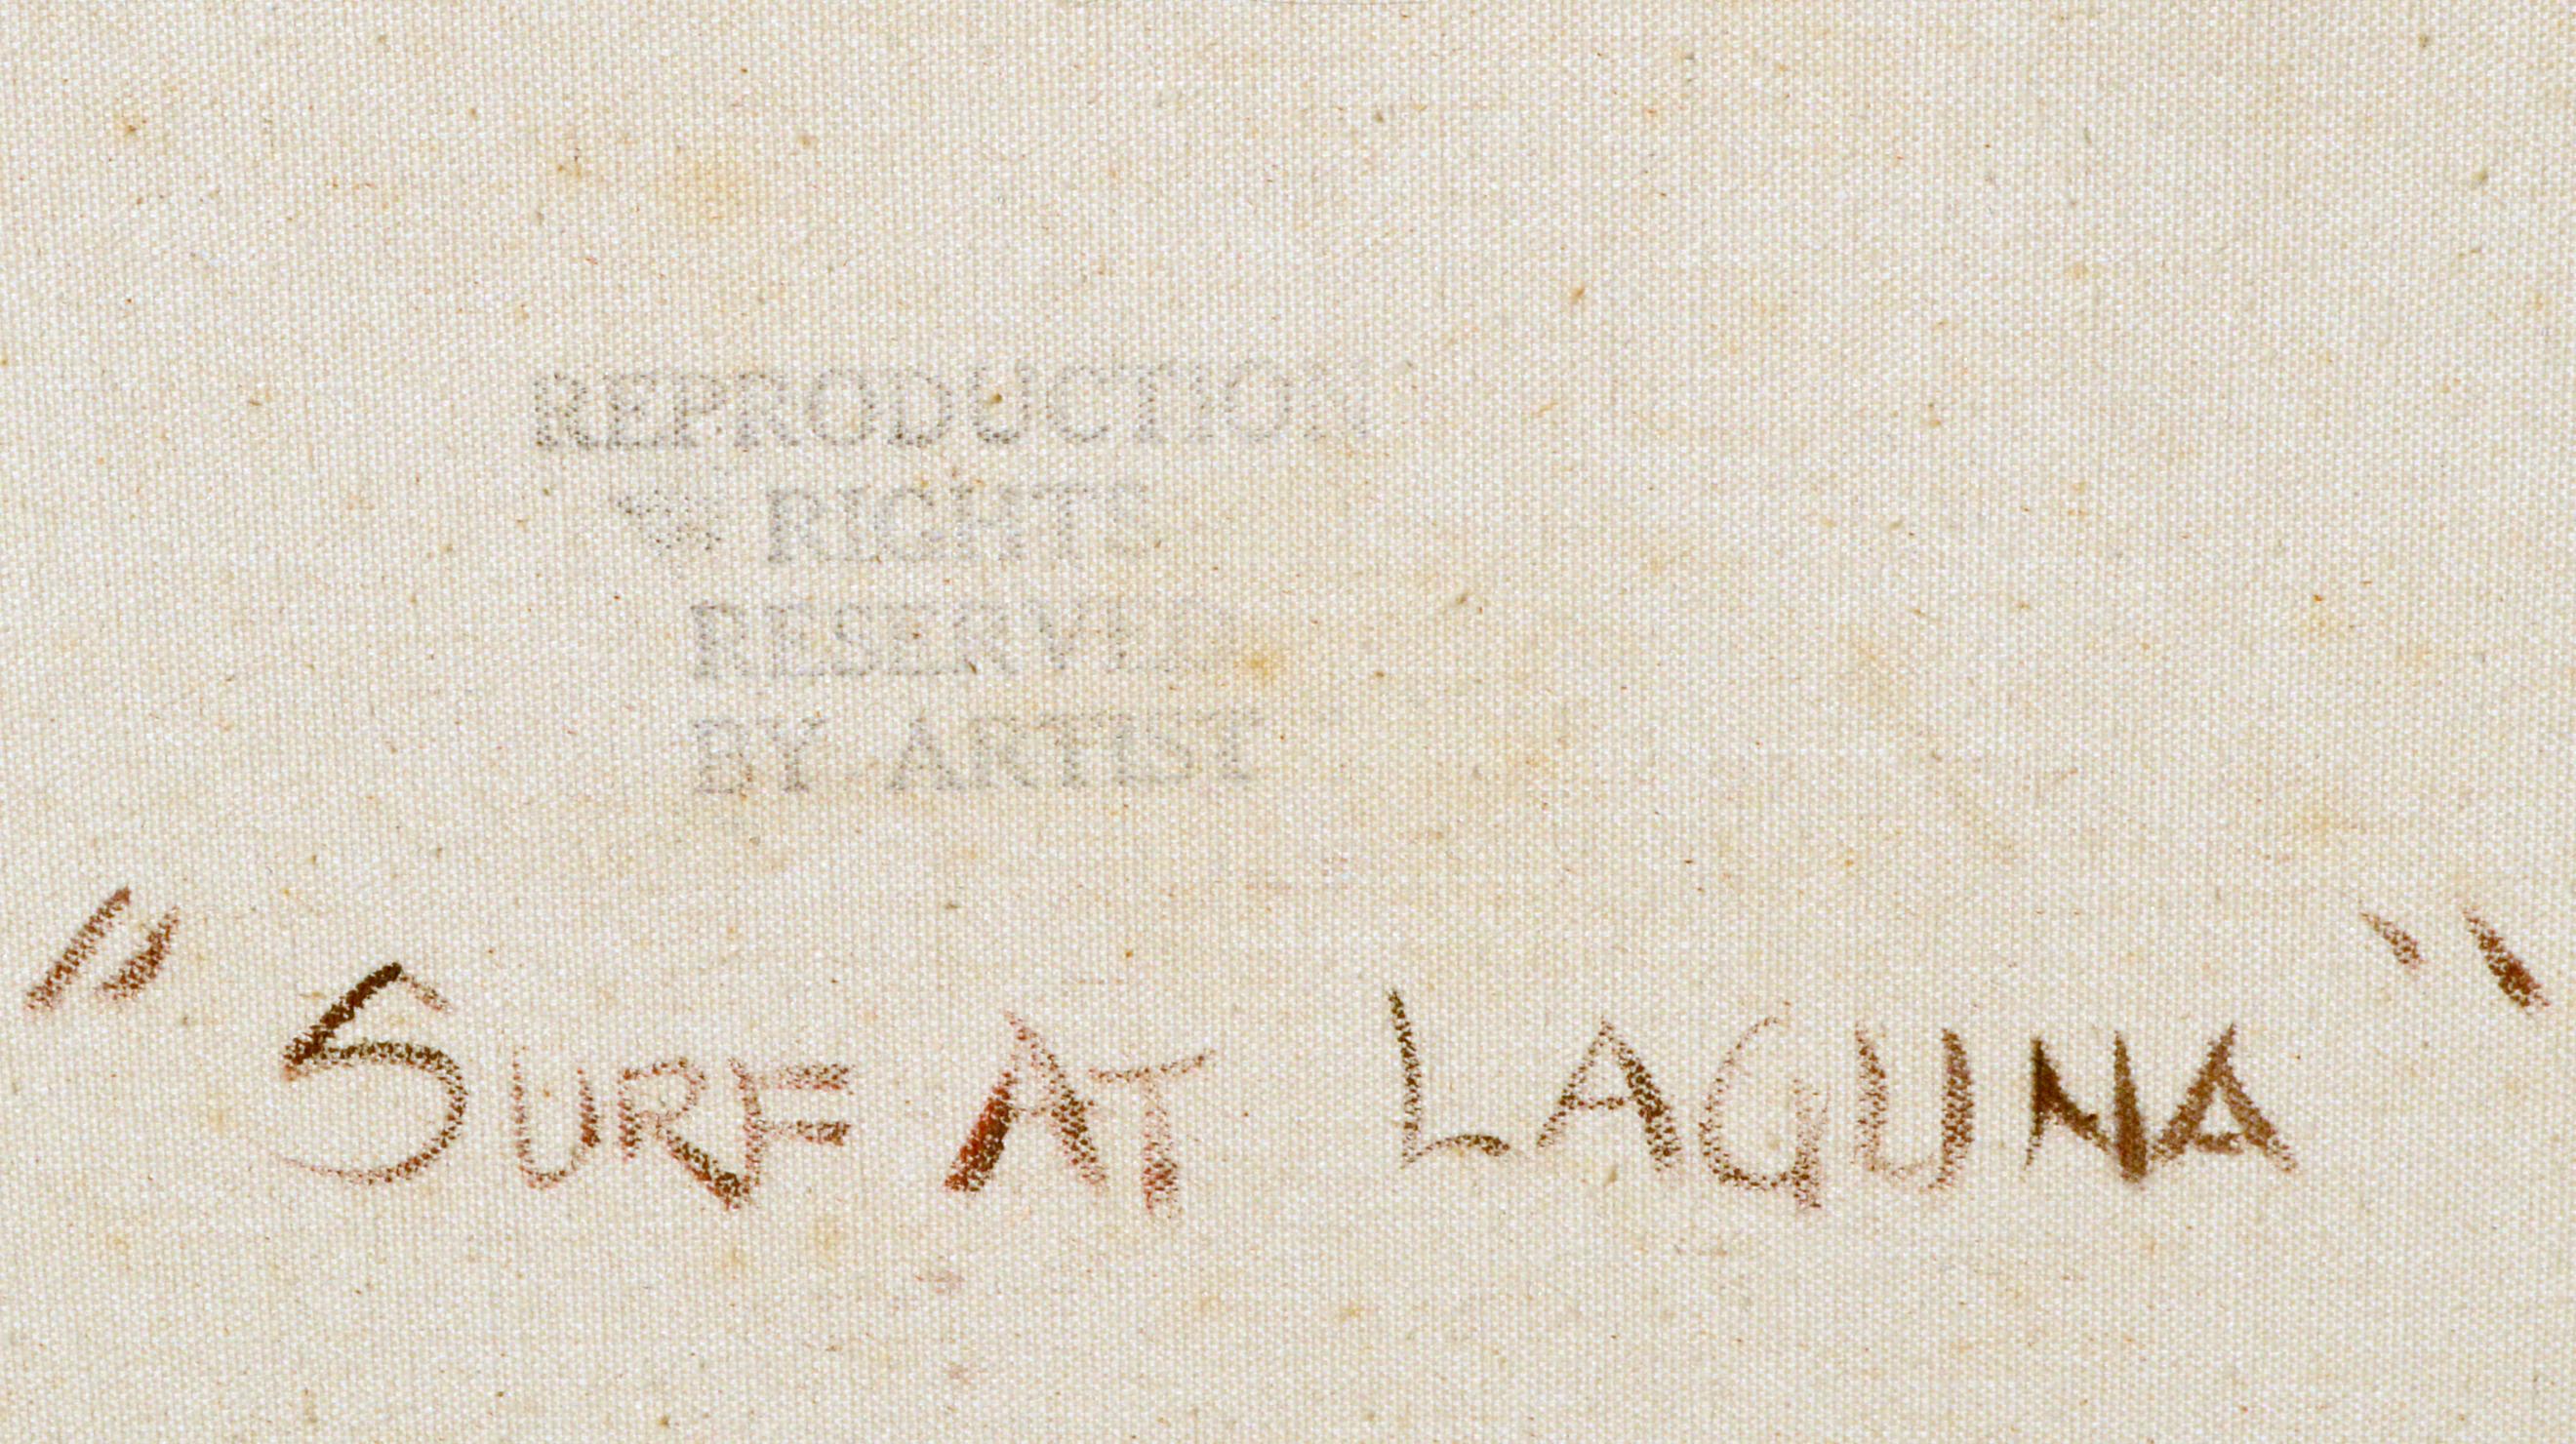 REPRODUCTION
RIGHTS
RESERVED
BY ARTIST
"SURF AT LAGUNA"